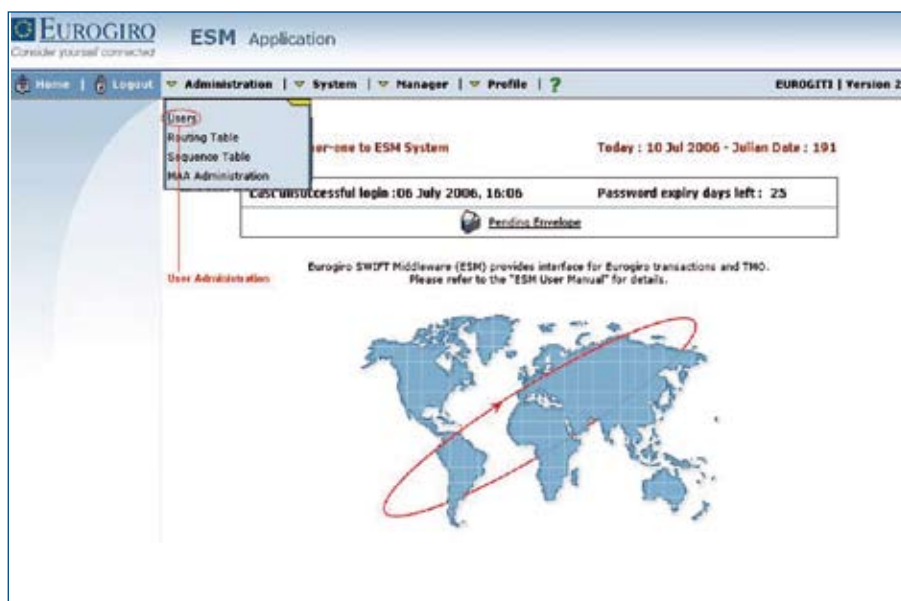 EUROGIRO
Consider yourself connected
ESM Application
Home | Logout
Administration | System | Manager | Profile | ?
EUROGITI | Version 2
Users
Routing Table
Sequence Table
MAA Administration
er-one to ESM System
Today : 10 Jul 2006 - Julian Date : 191
Last unsuccessful login :06 July 2006, 16:06
Password expiry days left : 25
Pending Envelope
User Administration
Eurogiro SWIFT Middleware (ESM) provides interface for Eurogiro transactions and TMO.
Please refer to the "ESM User Manual" for details.